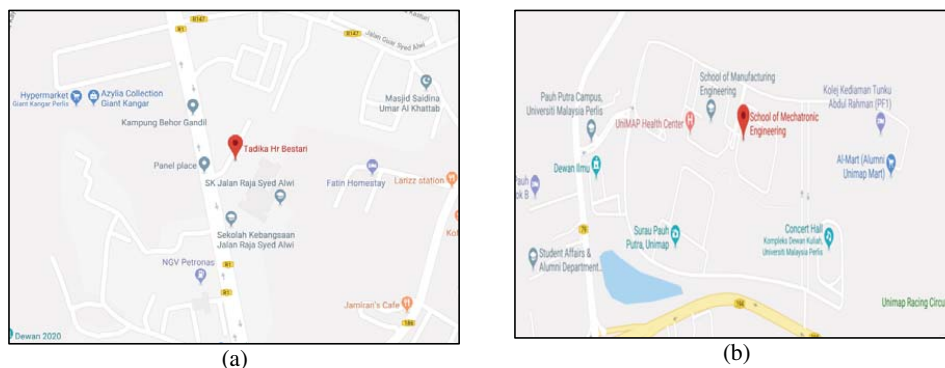 R147
R1
R147
Jalan Guar Syed Alwi
Hypermarket
Giant Kangar Perlis
Azylia Collection
Giant Kangar
Masjid Saidina
Umar Al Khattab
Kampung Behor Gandil
Tadika Hr Bestari
Panel place
SK Jalan Raja Syed Alwi
Fatin Homestay
Larizz station
Sekolah Kebangsaan
Jalan Raja Syed Alwi
NGV Petronas
R1
R1
Jamiran's Cafe
186
Dewan 2020
(a)
School of Manufacturing
Engineering
Kolej Kediaman Tunku
Abdul Rahman (PF1)
Pauh Putra Campus,
Universiti Malaysia Perlis
UniMAP Health Center
School of Mechatronic
Engineering
Dewan Ilmu
Al-Mart (Alumni
Unimap Mart)
Pauh
ok B
79
Surau Pauh
Putra, Unimap
Concert Hall
Kompleks Dewan Kuliah,
Universiti Malaysia Perlis
Student Affairs &
Alumni Department...
Unimap Racing Circu
(b)